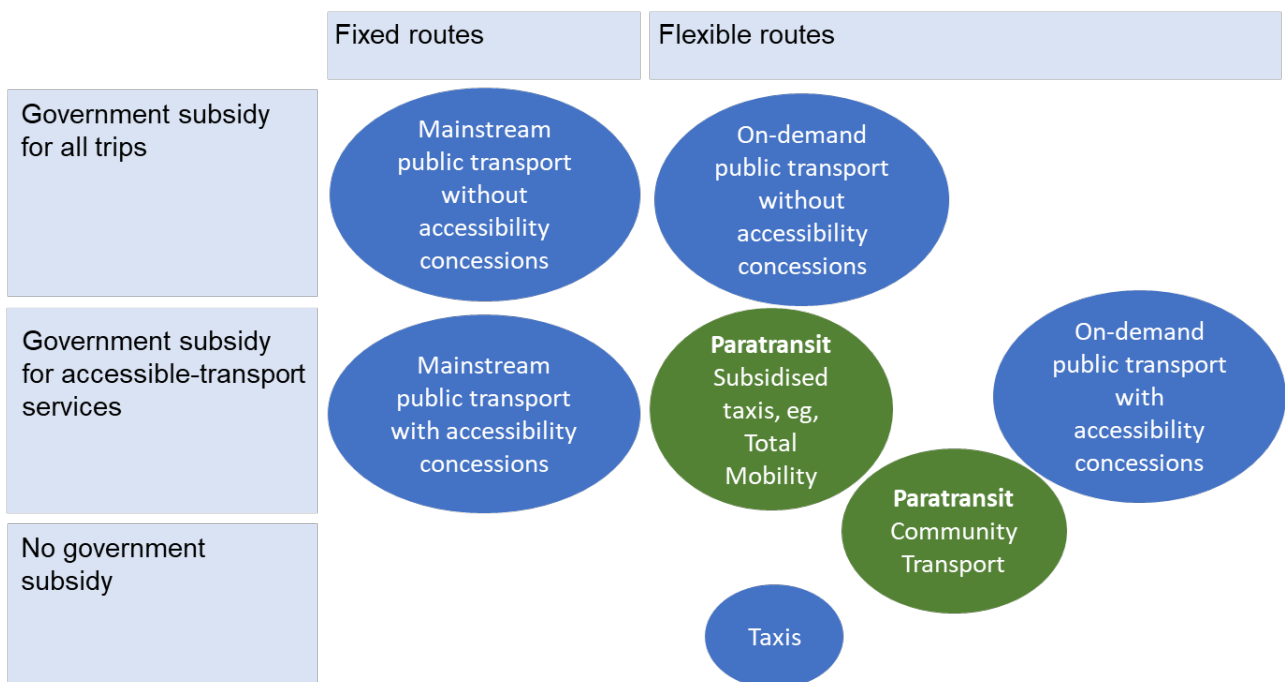 Fixed routes
Flexible routes
Government subsidy
for all trips
Mainstream
public transport
without
accessibility
concessions
On-demand
public transport
without
accessibility
concessions
Government subsidy
for accessible-transport
services
Mainstream
public transport
with accessibility
concessions
Paratransit
Subsidised
taxis, eg,
Total
Mobility
On-demand
public transport
with
accessibility
concessions
Paratransit
Community
Transport
No government
subsidy
Taxis